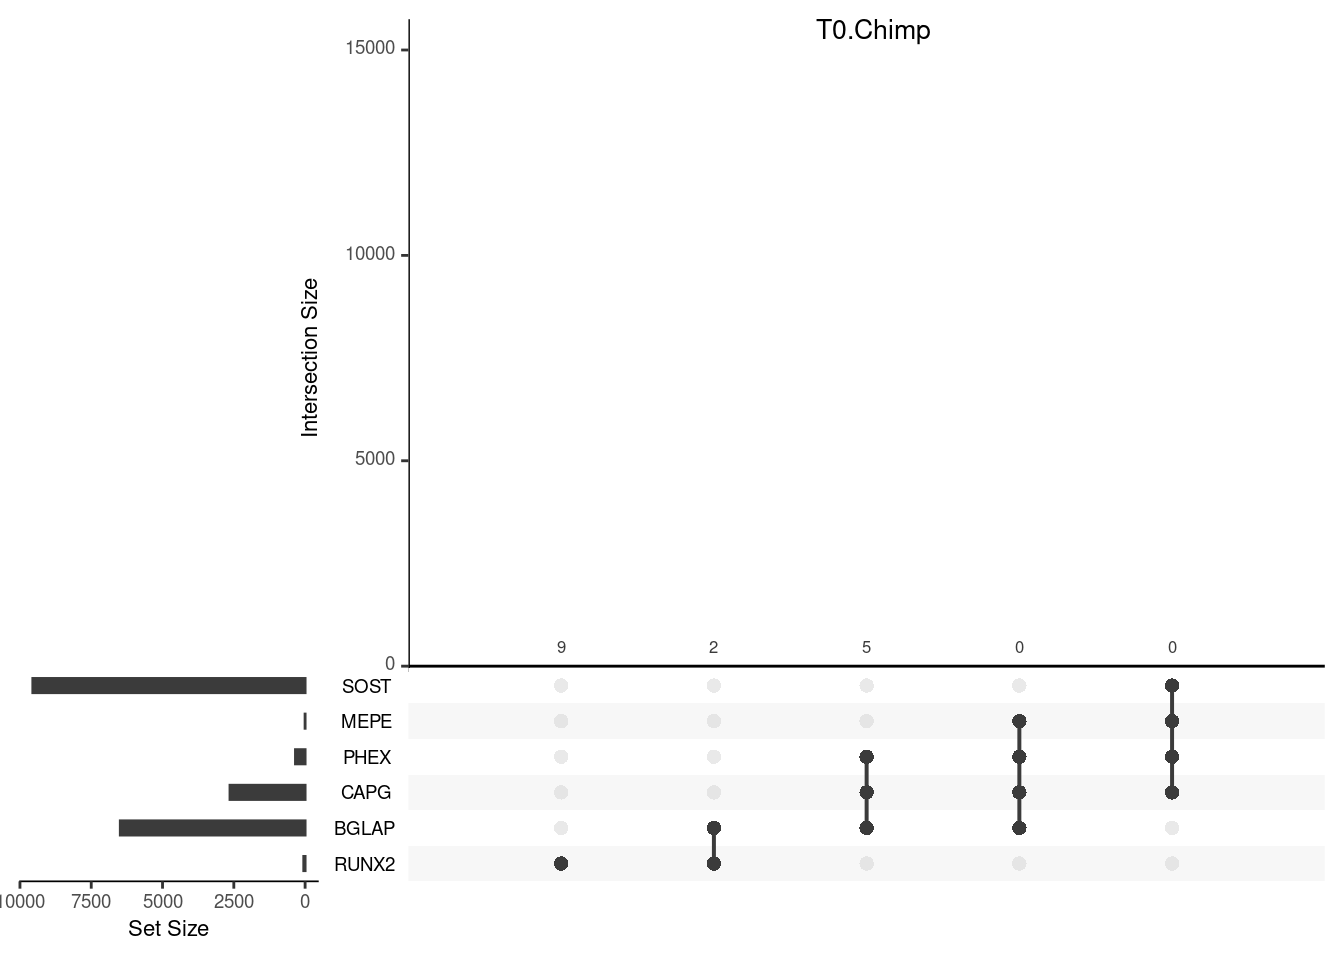 T0.Chimp
15000
10000
5000
0
Intersection Size
9 2 5 0 0
SOST
MEPE
PHEX
CAPG
BGLAP
RUNX2
10000 7500 5000 2500 0
Set Size